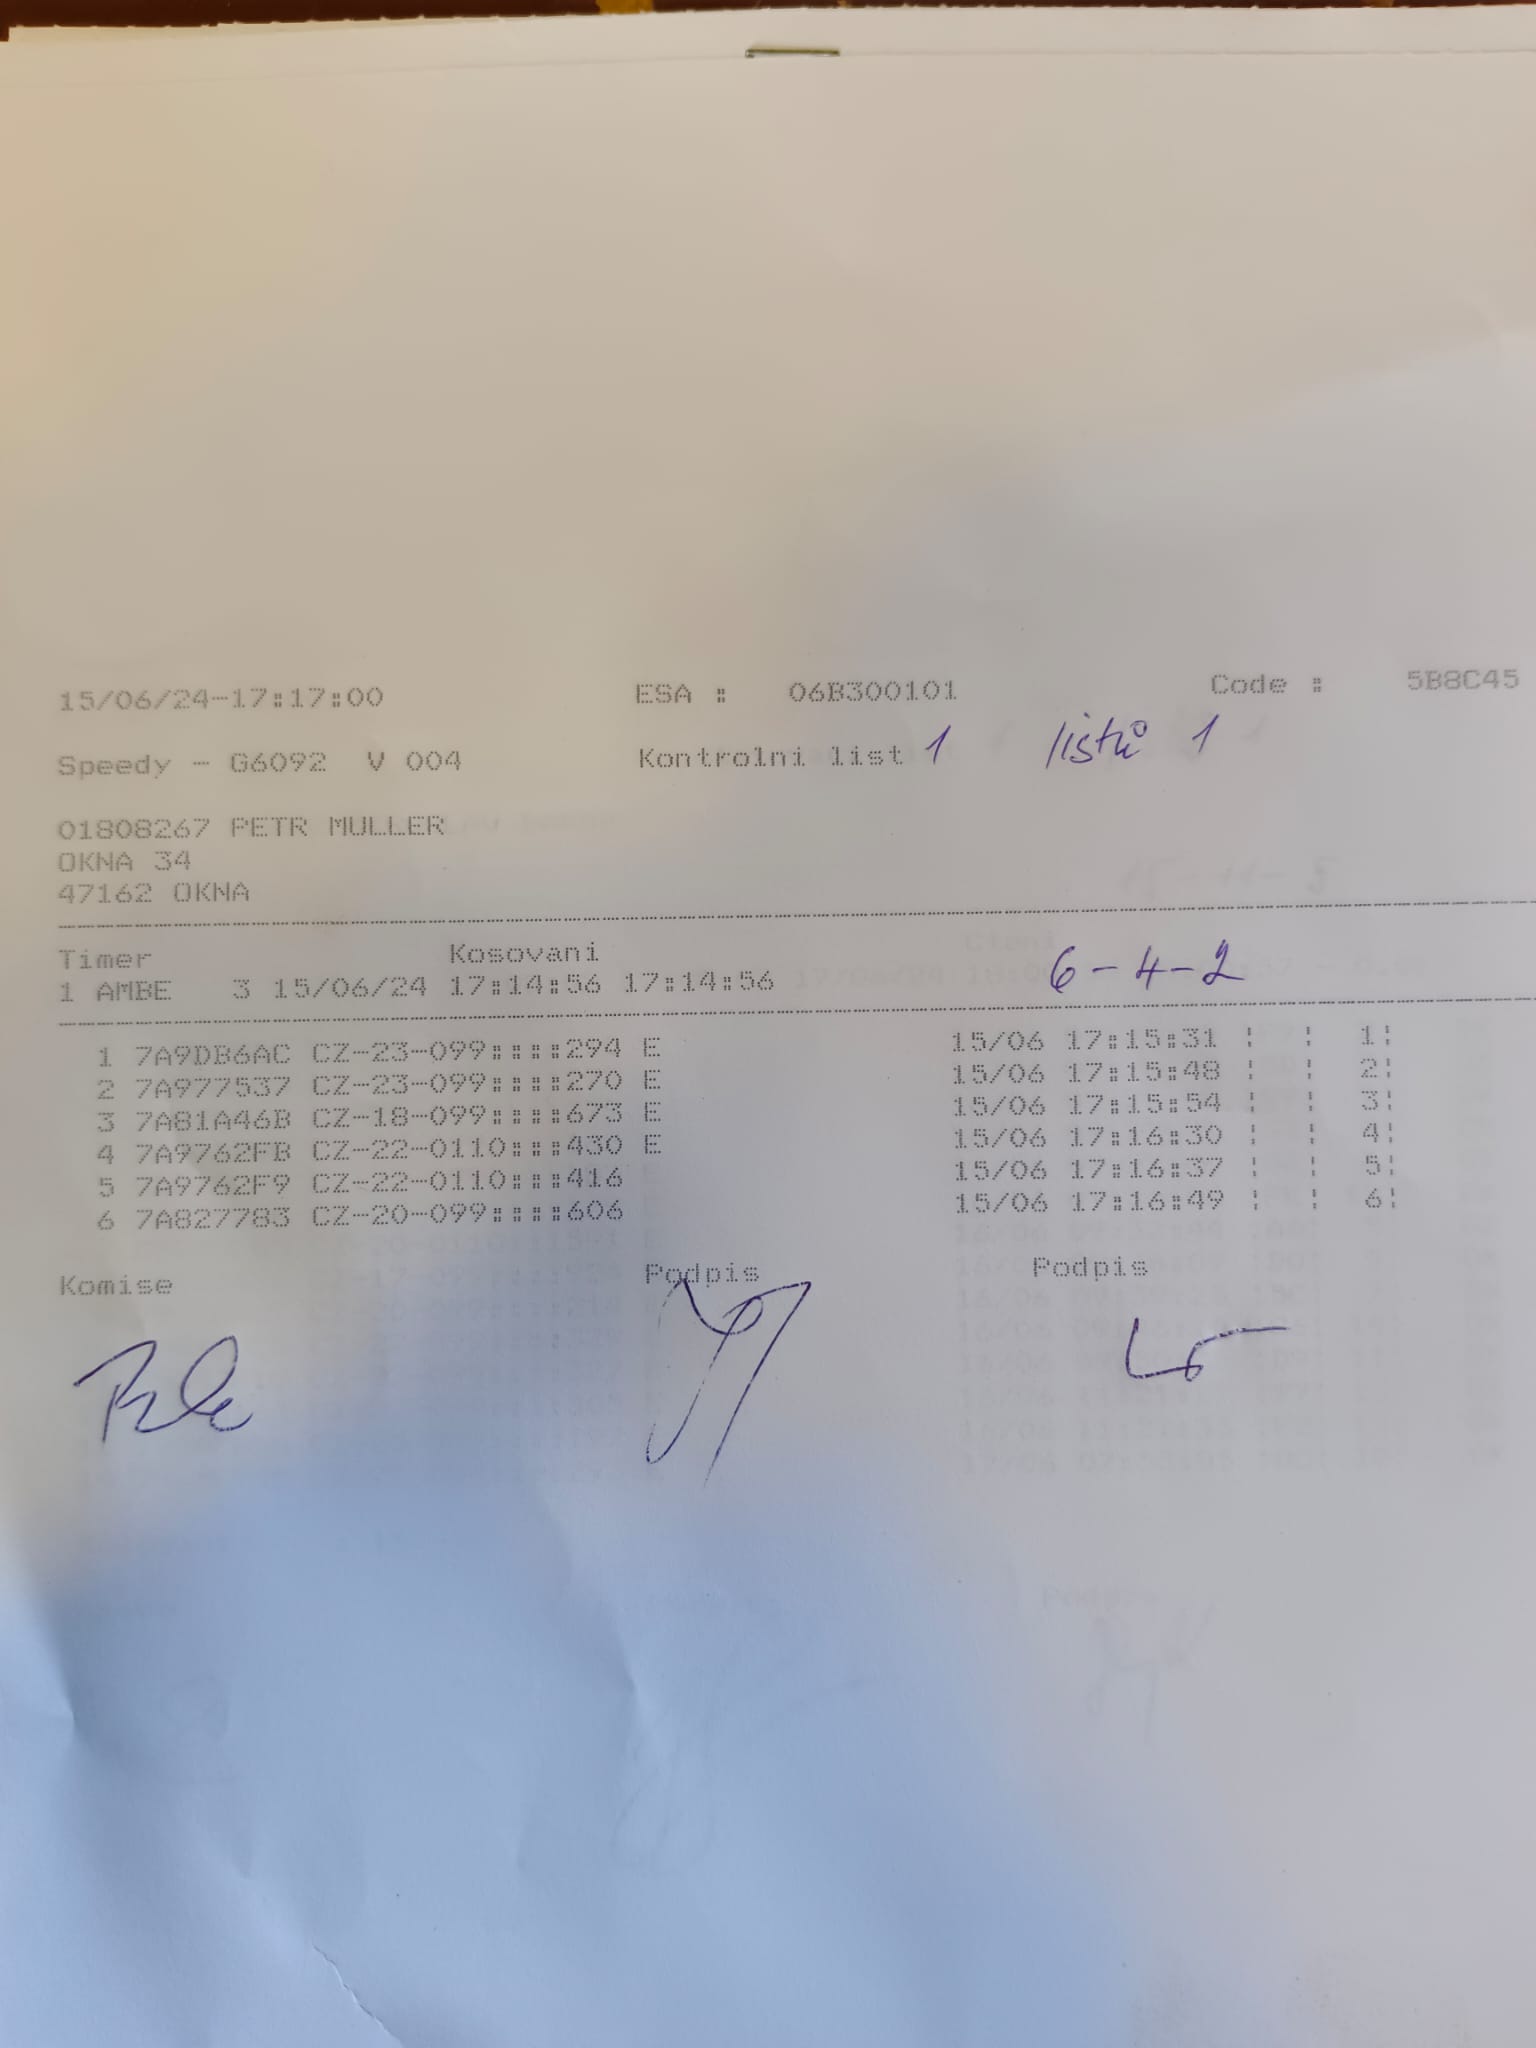 15/06/24-17:17:00 ESA : 06B300101 Code : 5B8C45
Speedy - G6092 V 004 Kontrolni list 1 listů 1
01808267 PETR MULLER
OKNA 34
47162 OKNA
Timer Kosovani
1 AMBE 3 15/06/24 17:14:56 17:14:56 6-4-2
1 7A9DB6AC CZ-23-099::::294 E 15/06 17:15:31 ¦ ¦ 1¦
2 7A977537 CZ-23-099::::270 E 15/06 17:15:48 ¦ ¦ 2¦
3 7A81A46B CZ-18-099::::673 E 15/06 17:15:54 ¦ ¦ 3¦
4 7A9762FB CZ-22-0110:::430 E 15/06 17:16:30 ¦ ¦ 4¦
5 7A9762F9 CZ-22-0110:::416 15/06 17:16:37 ¦ ¦ 5¦
6 7A827783 CZ-20-099::::606 15/06 17:16:49 ¦ ¦ 6¦
Komise Podpis Podpis